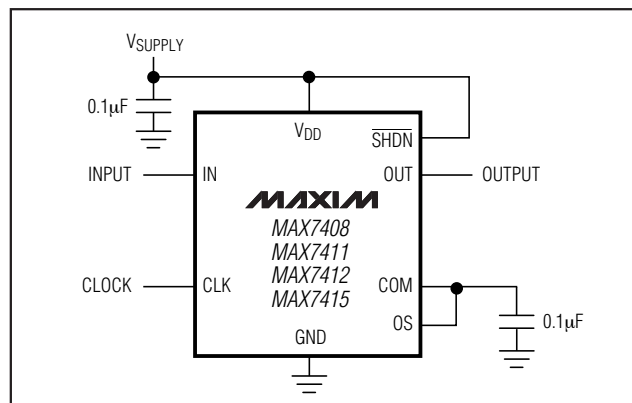 VSUPPLY
0.1µF
VDD
SHDN
INPUT
IN
OUT
OUTPUT
MAXIM
MAX7408
MAX7411
MAX7412
MAX7415
CLOCK
CLK
COM
OS
0.1µF
GND